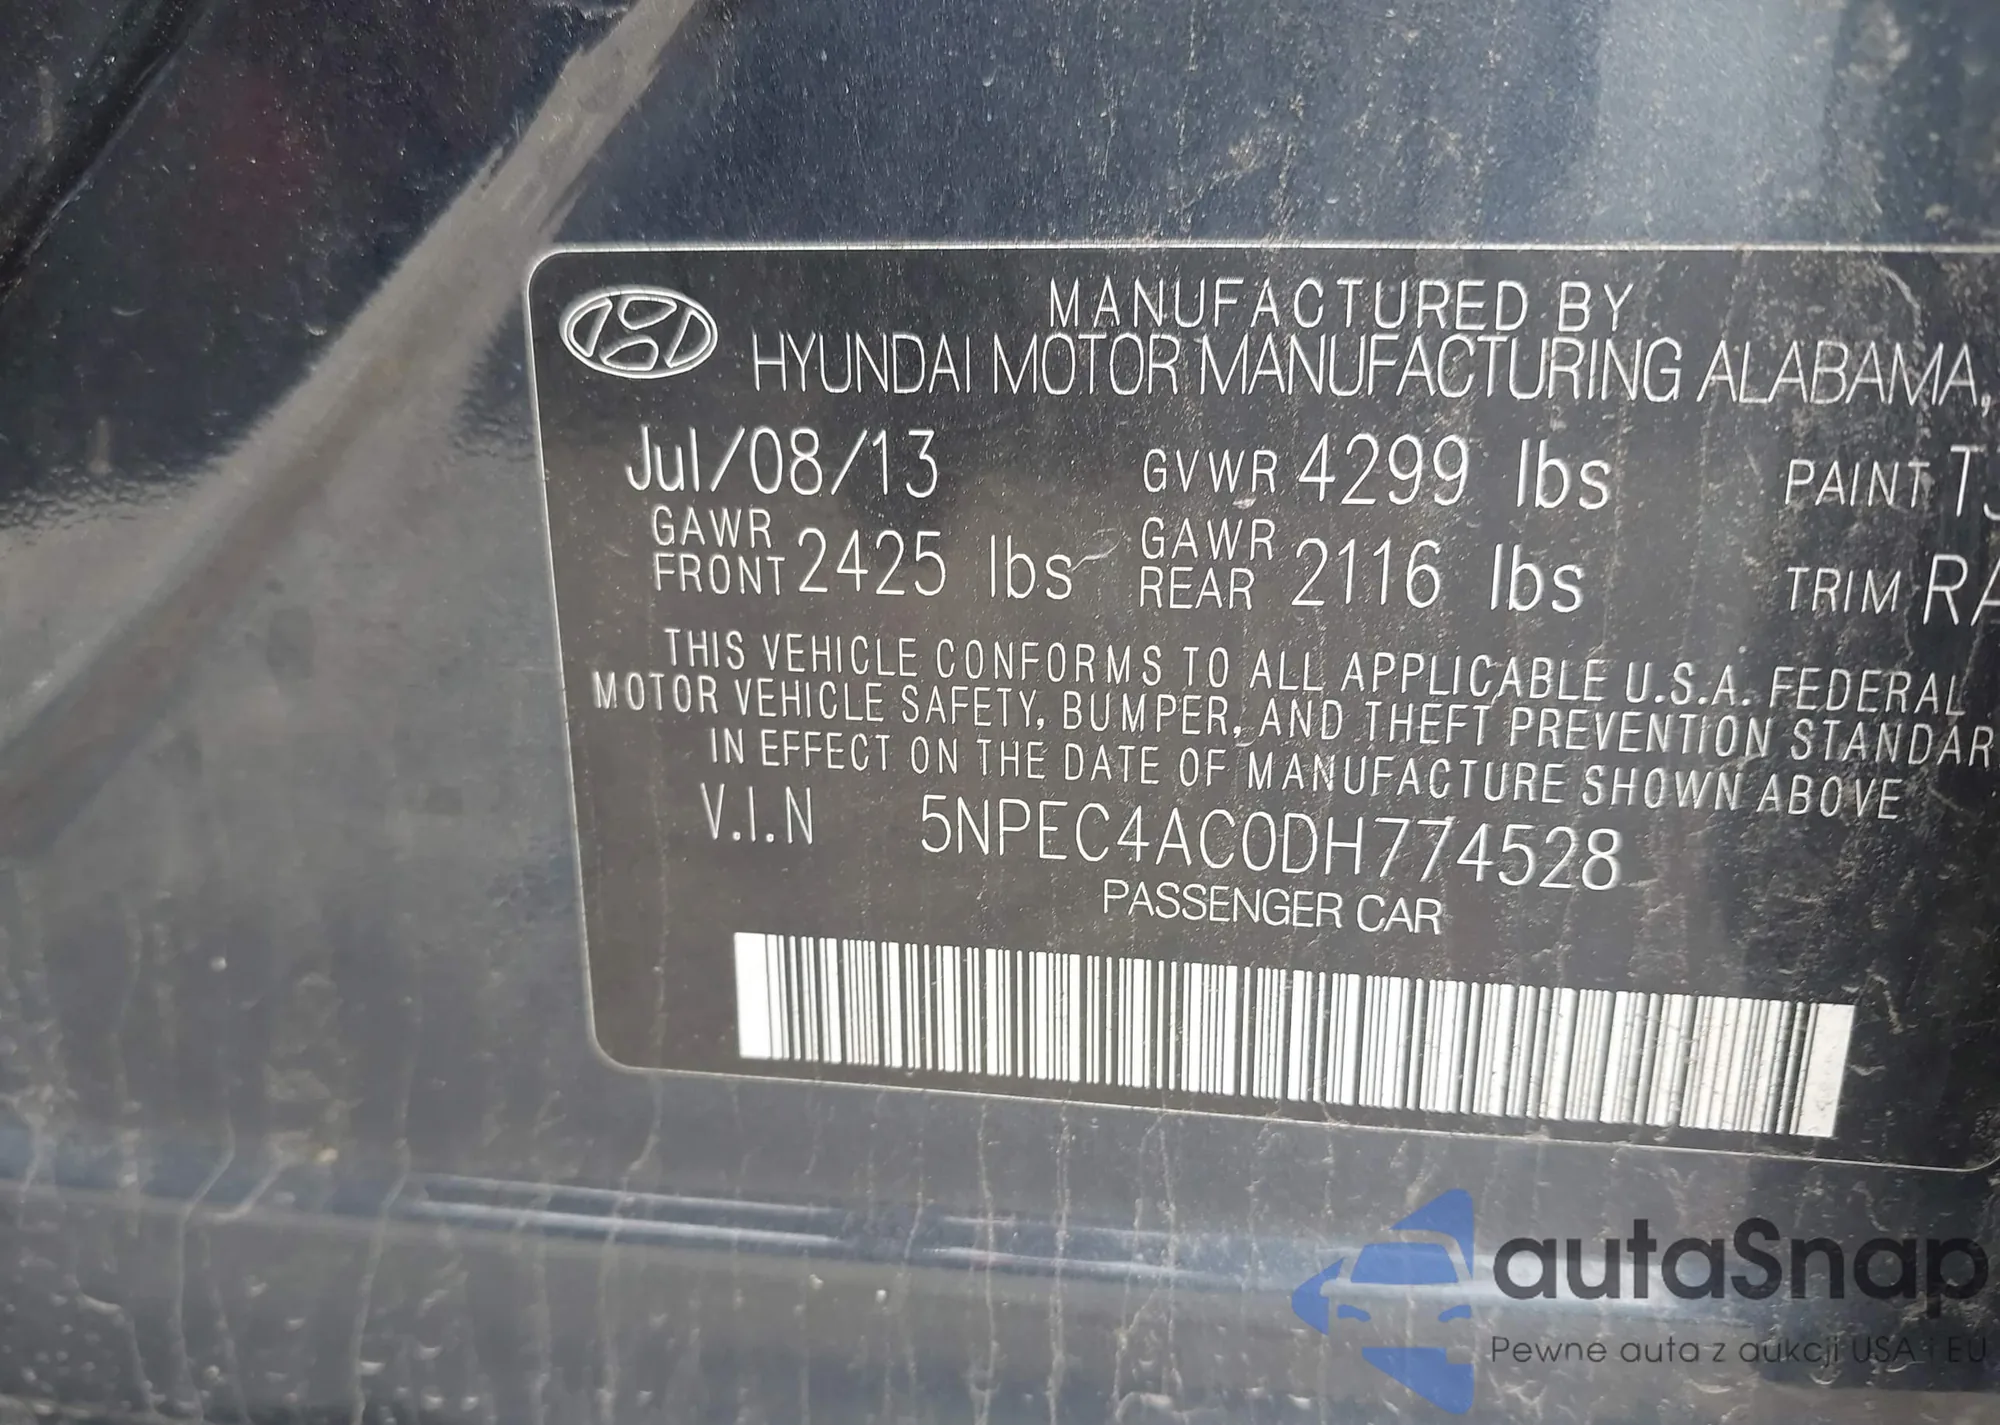 MANUFACTURED BY
HYUNDAI MOTOR MANUFACTURING ALABAMA,
Jul/08/13 GVWR 4299 lbs PAINT
GAWR FRONT 2425 lbs GAWR REAR 2116 lbs TRIM RA
THIS VEHICLE CONFORMS TO ALL APPLICABLE U.S.A. FEDERAL
MOTOR VEHICLE SAFETY, BUMPER, AND THEFT PREVENTION STANDAR
IN EFFECT ON THE DATE OF MANUFACTURE SHOWN ABOVE
V.I.N 5NPEC4AC0DH774528
PASSENGER CAR
autaSnap
Pewne auta z aukcji USA i EU